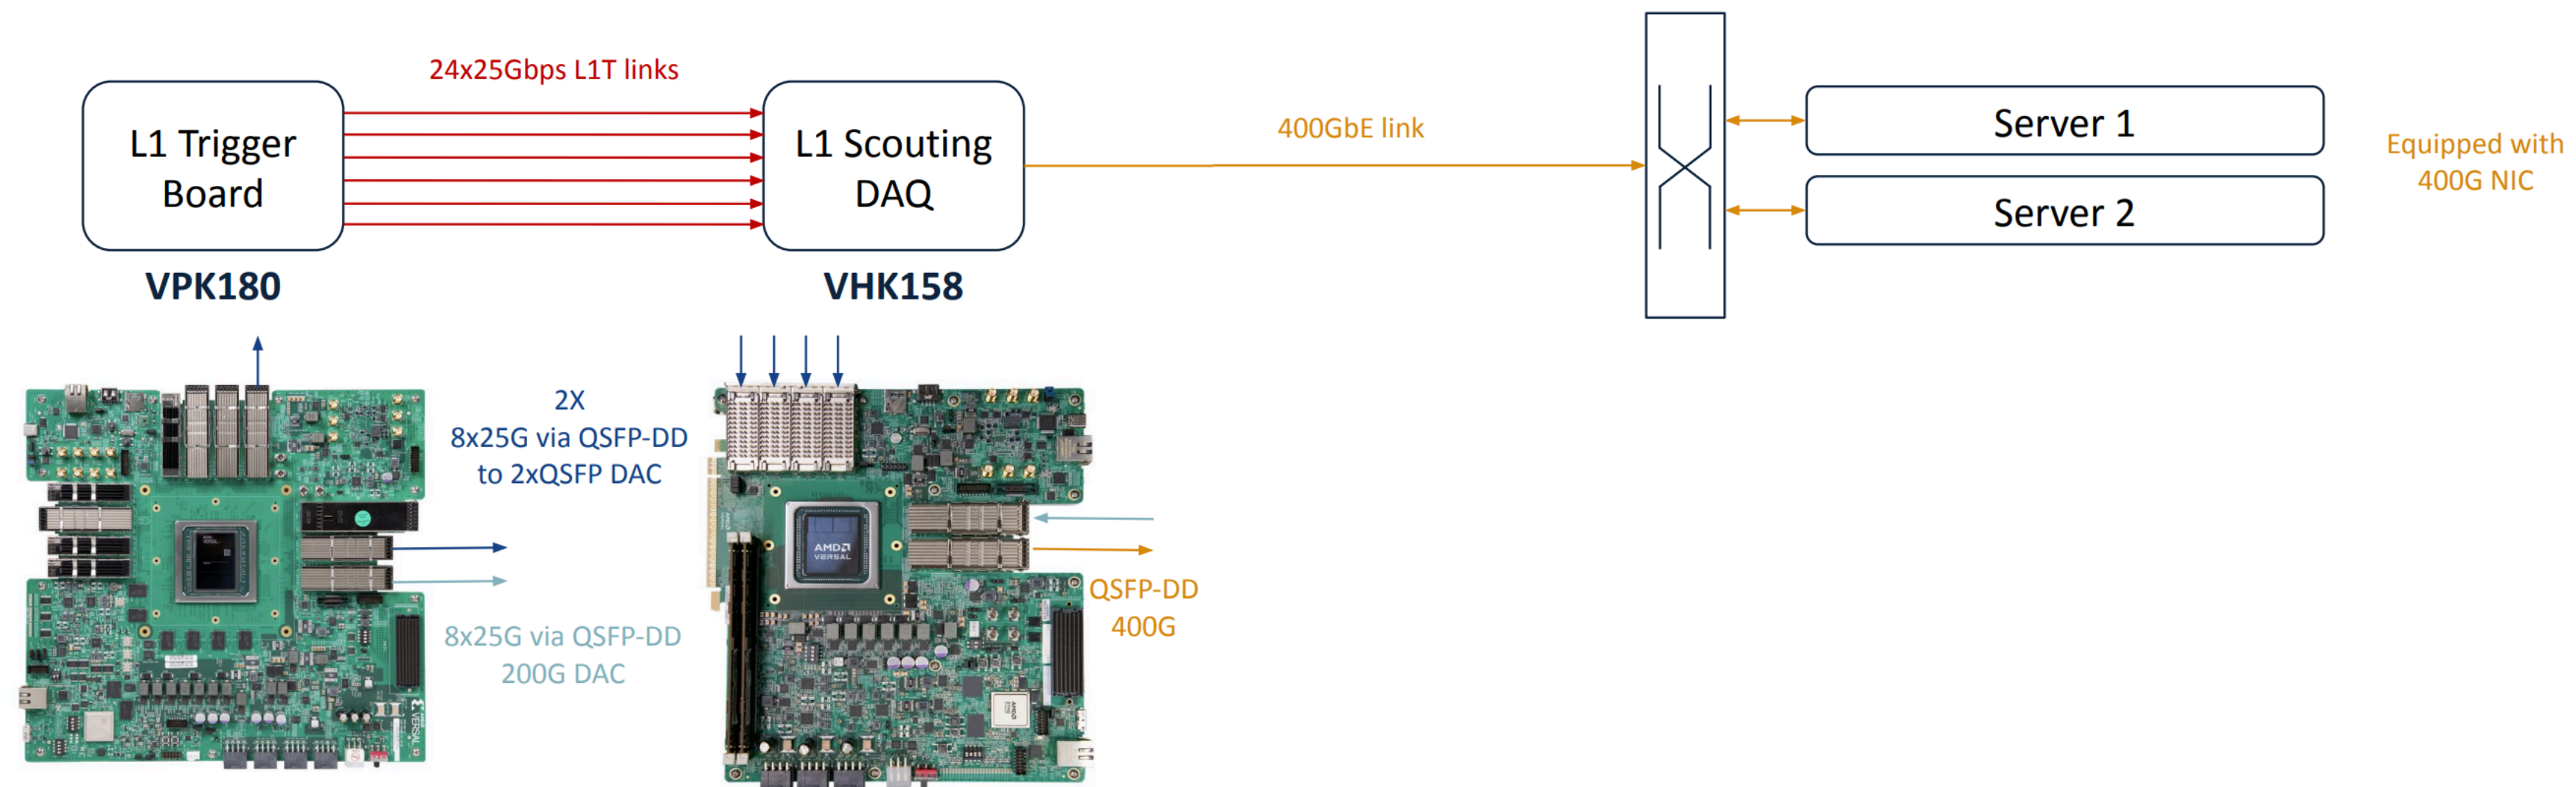 24x25Gbps L1T links
L1 Trigger
Board
L1 Scouting
DAQ
400GbE link
Server 1
Server 2
Equipped with
400G NIC
VPK180
VHK158
2X
8x25G via QSFP-DD
to 2xQSFP DAC
8x25G via QSFP-DD
200G DAC
AMD
VERSAL
QSFP-DD
400G
VERSAL